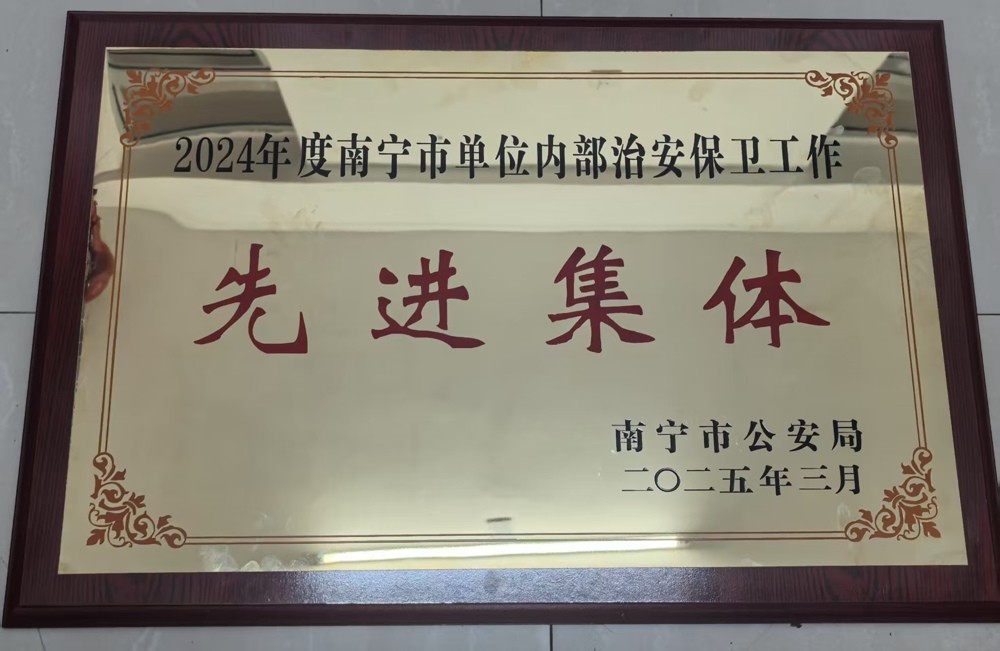 2024年度南宁市单位内部治安保卫工作
先进集体
南宁市公安局
二〇二五年三月